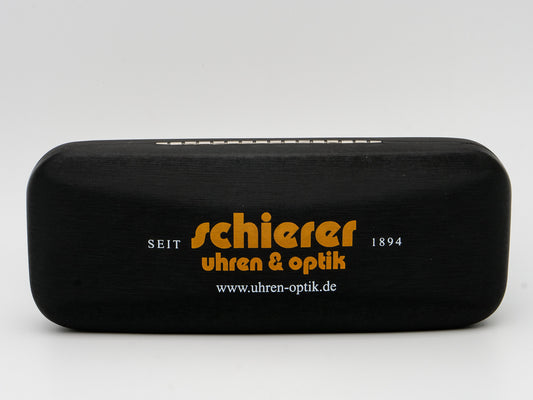 SEIT schierer 1894
uhren & optik
www.uhren-optik.de